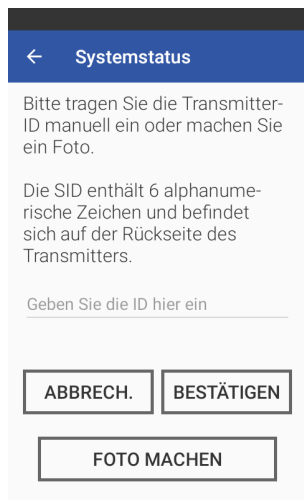 Systemstatus
Bitte tragen Sie die Transmitter-
ID manuell ein oder machen Sie
ein Foto.
Die SID enthält 6 alphanume-
rische Zeichen und befindet
sich auf der Rückseite des
Transmitters.
Geben Sie die ID hier ein
ABBRECH.
BESTÄTIGEN
FOTO MACHEN